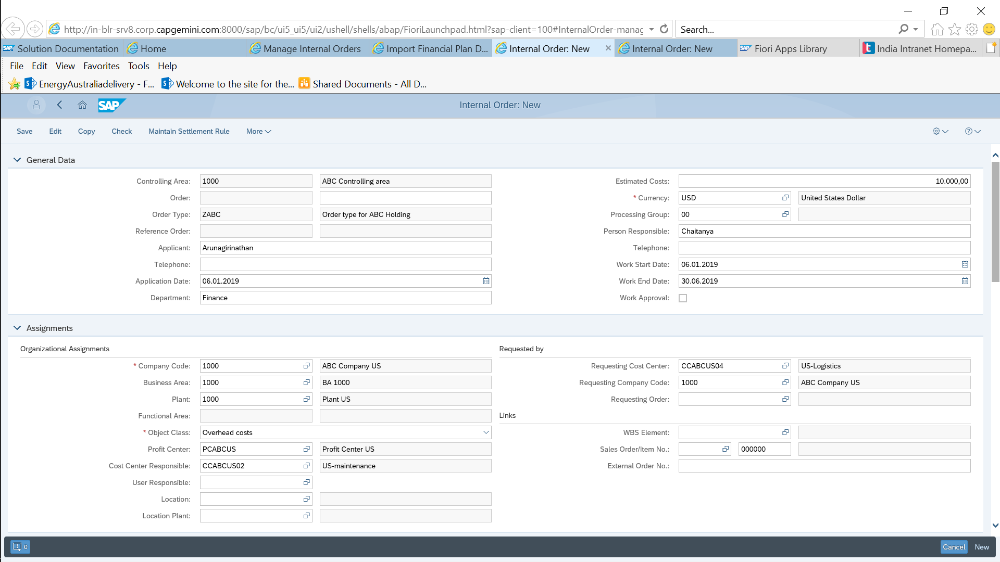 http://in-blr-srv8.corp.capgemini.com:8000/sap/bc/ui5_ui5/ui2/ushell/shells/abap/FioriLaunchpad.html?sap-client=100#InternalOrder-manag Search...
SAP Solution Documentation Home Manage Internal Orders Import Financial Plan D... Internal Order: New Internal Order: New SAP Fiori Apps Library t India Intranet Homepa...
File Edit View Favorites Tools Help
EnergyAustraliadelivery - F... Welcome to the site for the... Shared Documents - All D...
SAP Internal Order: New
Save Edit Copy Check Maintain Settlement Rule More
General Data
Controlling Area: 1000 ABC Controlling area Estimated Costs: 10.000,00
Order: * Currency: USD United States Dollar
Order Type: ZABC Order type for ABC Holding Processing Group: 00
Reference Order: Person Responsible: Chaitanya
Applicant: Arunagirinathan Telephone:
Telephone: Work Start Date: 06.01.2019
Application Date: 06.01.2019 Work End Date: 30.06.2019
Department: Finance Work Approval:
Assignments
Organizational Assignments Requested by
* Company Code: 1000 ABC Company US Requesting Cost Center: CCABCUS04 US-Logistics
Business Area: 1000 BA 1000 Requesting Company Code: 1000 ABC Company US
Plant: 1000 Plant US Requesting Order:
Functional Area: Links
* Object Class: Overhead costs WBS Element:
Profit Center: PCABCUS Profit Center US Sales Order/Item No.: 000000
Cost Center Responsible: CCABCUS02 US-maintenance External Order No.:
User Responsible:
Location:
Location Plant:
0 Cancel New